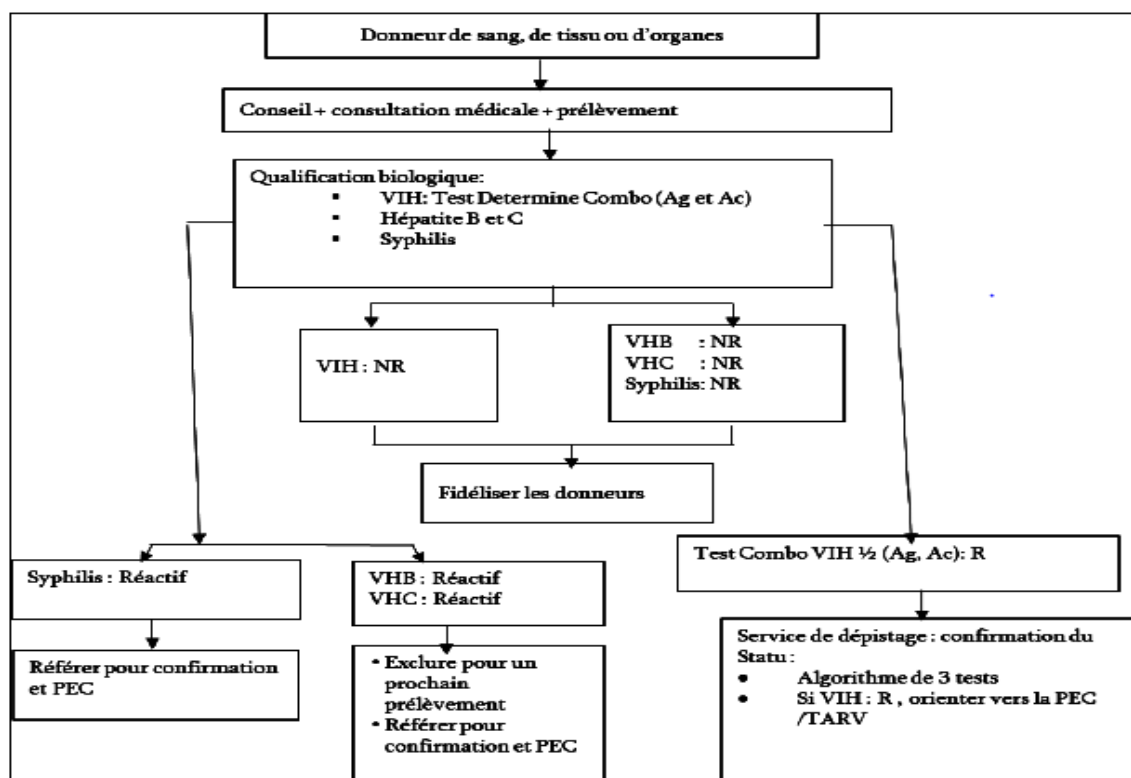 Donneur de sang, de tissu ou d'organes
Conseil + consultation médicale + prélèvement
Qualification biologique:
▪ VIH: Test Determine Combo (Ag et Ac)
▪ Hépatite B et C
▪ Syphilis
VIH : NR
VHB : NR
VHC : NR
Syphilis: NR
Fidéliser les donneurs
Syphilis : Réactif
VHB : Réactif
VHC : Réactif
Test Combo VIH ½ (Ag, Ac): R
Référer pour confirmation
et PEC
• Exclure pour un
prochain
prélèvement
• Référer pour
confirmation et PEC
Service de dépistage : confirmation du
Statu :
● Algorithme de 3 tests
● Si VIH : R , orienter vers la PEC
/TARV